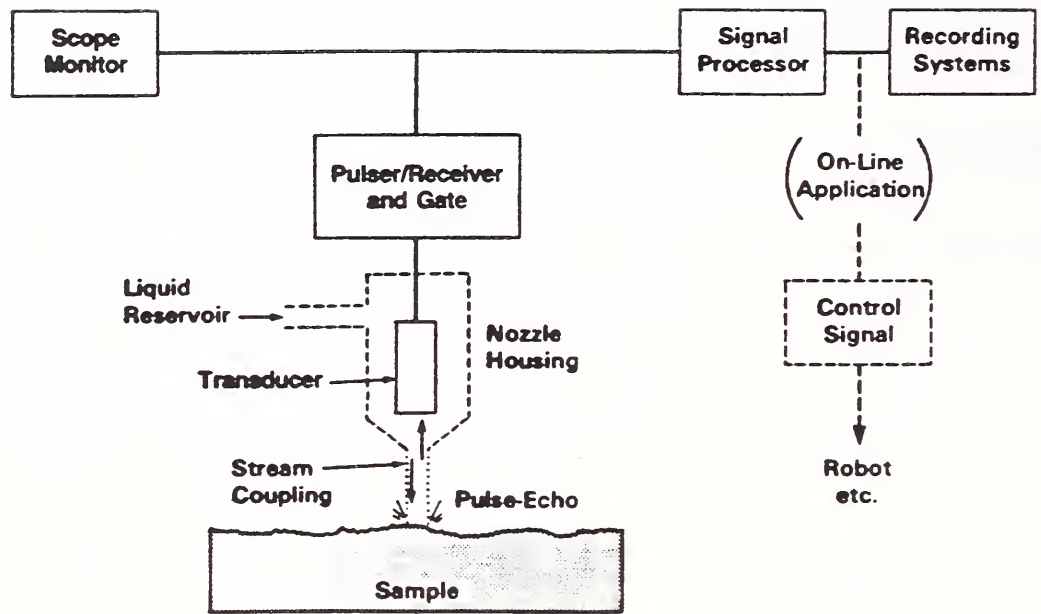 Scope
Monitor
Signal
Processor
Recording
Systems
Pulser/Receiver
and Gate
(On-Line
Application)
Liquid
Reservoir
Nozzle
Housing
Control
Signal
Transducer
Stream
Coupling
Pulse-Echo
Robot
etc.
Sample